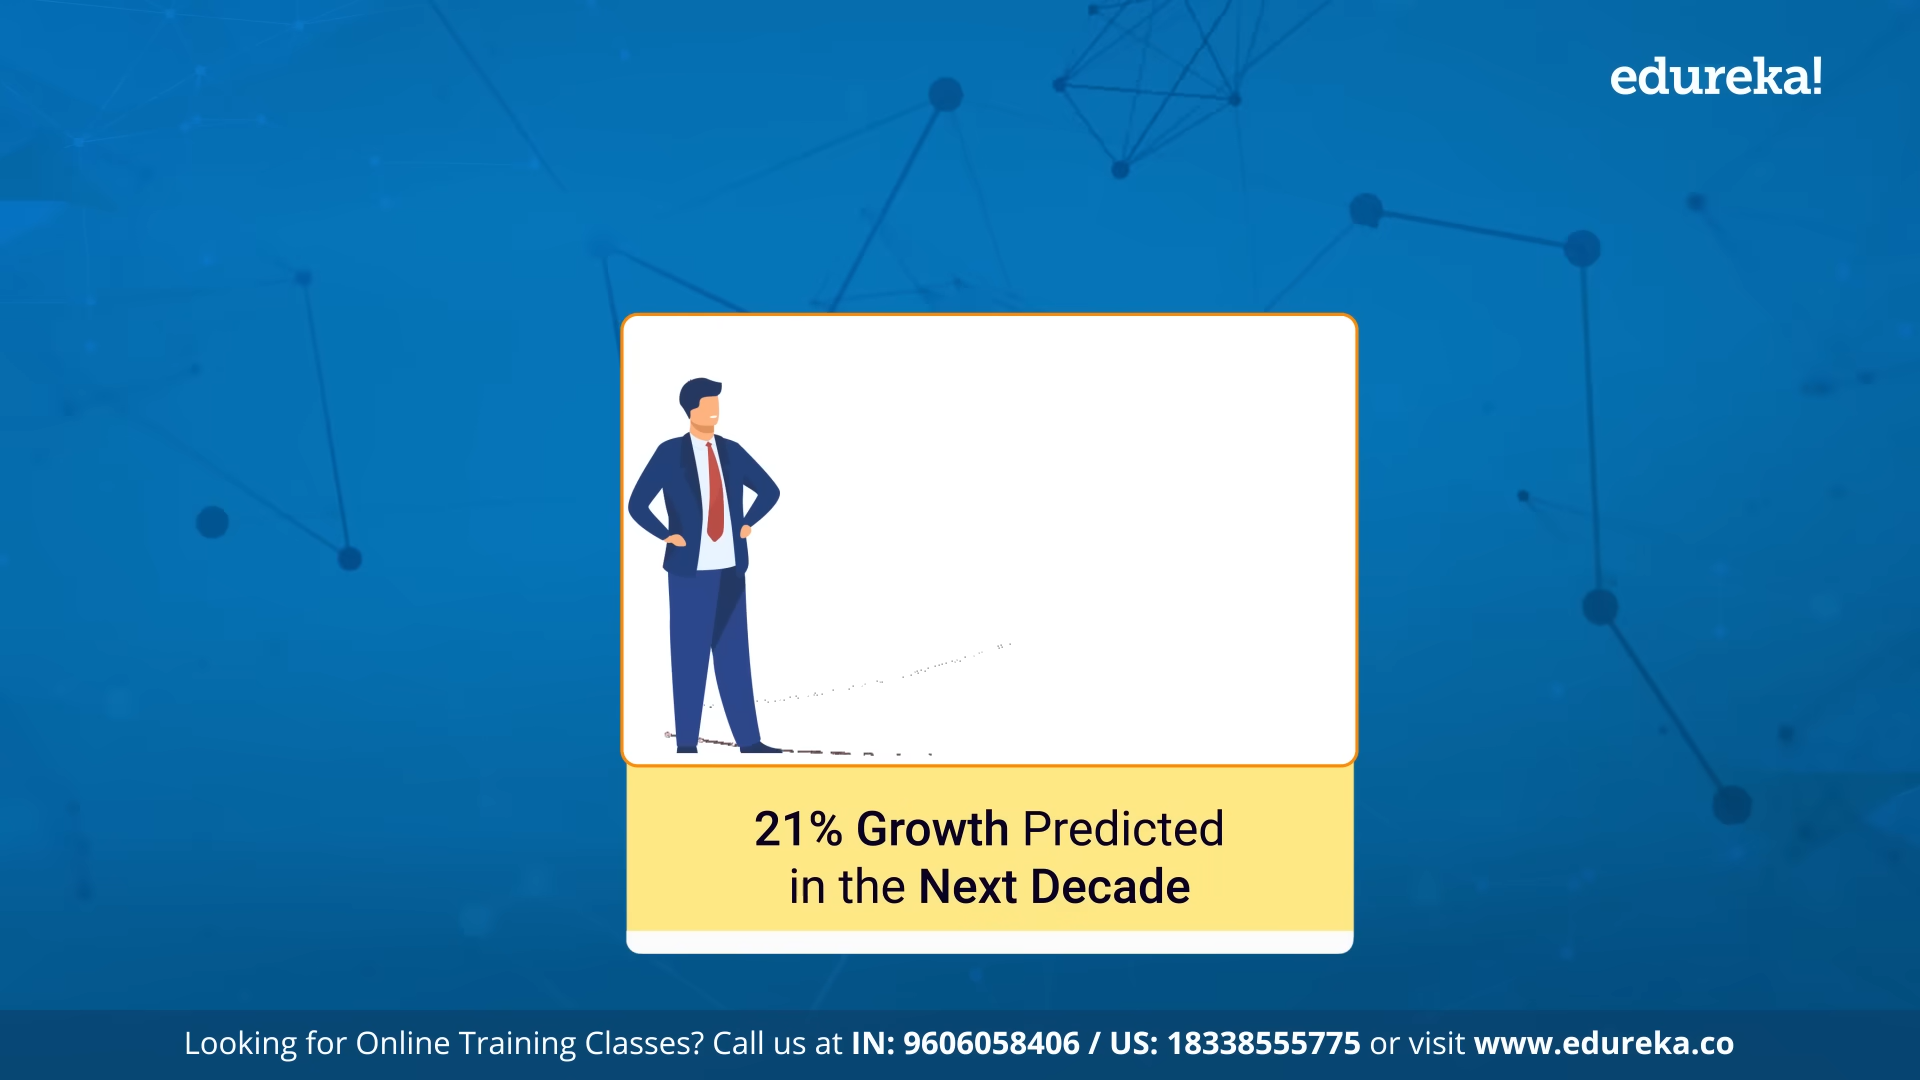 edureka!
21% Growth Predicted
in the Next Decade
Looking for Online Training Classes? Call us at IN: 9606058406 / US: 18338555775 or visit www.edureka.co